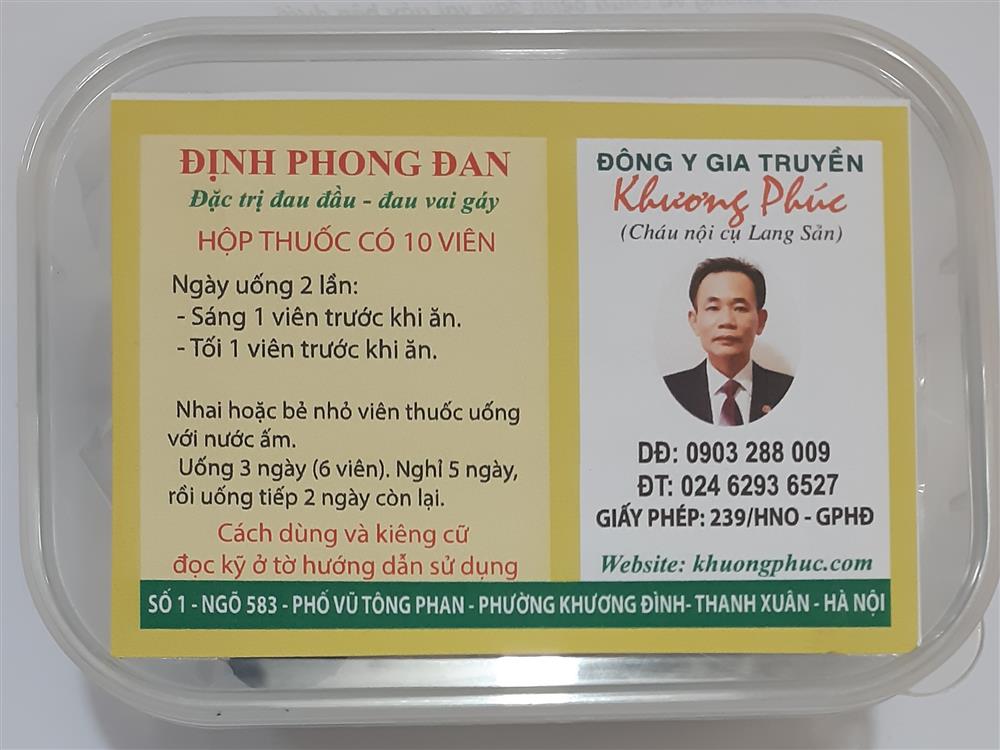 ĐỊNH PHONG ĐAN
Đặc trị đau đầu - đau vai gáy
HỘP THUỐC CÓ 10 VIÊN
Ngày uống 2 lần:
- Sáng 1 viên trước khi ăn.
- Tối 1 viên trước khi ăn.
Nhai hoặc bẻ nhỏ viên thuốc uống
với nước ấm.
Uống 3 ngày (6 viên). Nghỉ 5 ngày,
rồi uống tiếp 2 ngày còn lại.
Cách dùng và kiêng cữ
đọc kỹ ở tờ hướng dẫn sử dụng
ĐÔNG Y GIA TRUYỀN
Khương Phúc
(Cháu nội cụ Lang Sản)
DĐ: 0903 288 009
ĐT: 024 6293 6527
GIẤY PHÉP: 239/HNO - GPHĐ
Website: khuongphuc.com
SỐ 1 - NGÕ 583 - PHỐ VŨ TÔNG PHAN - PHƯỜNG KHƯƠNG ĐÌNH- THANH XUÂN - HÀ NỘI